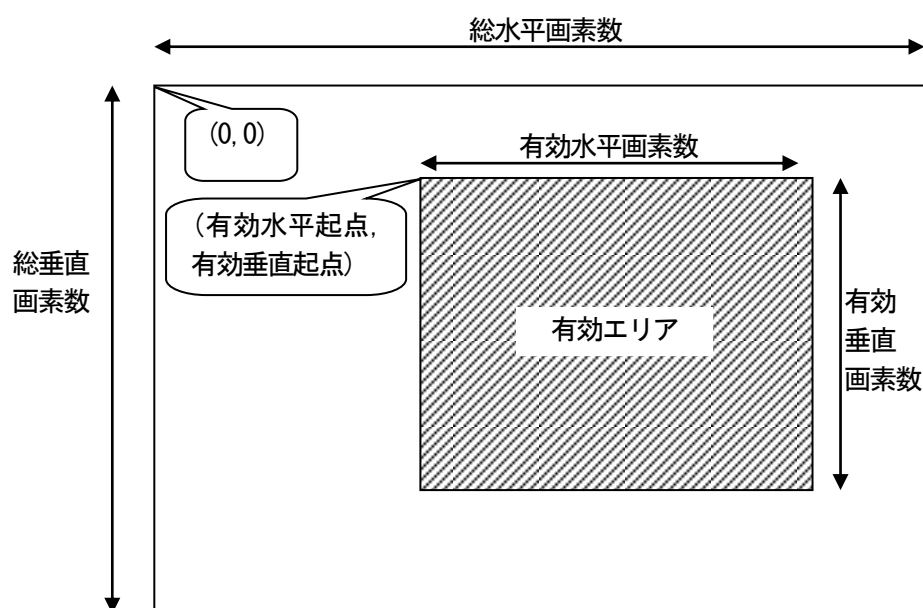 総水平画素数
(0,0)
有効水平画素数
(有効水平起点,
有効垂直起点)
総垂直
画素数
有効エリア
有効
垂直
画素数